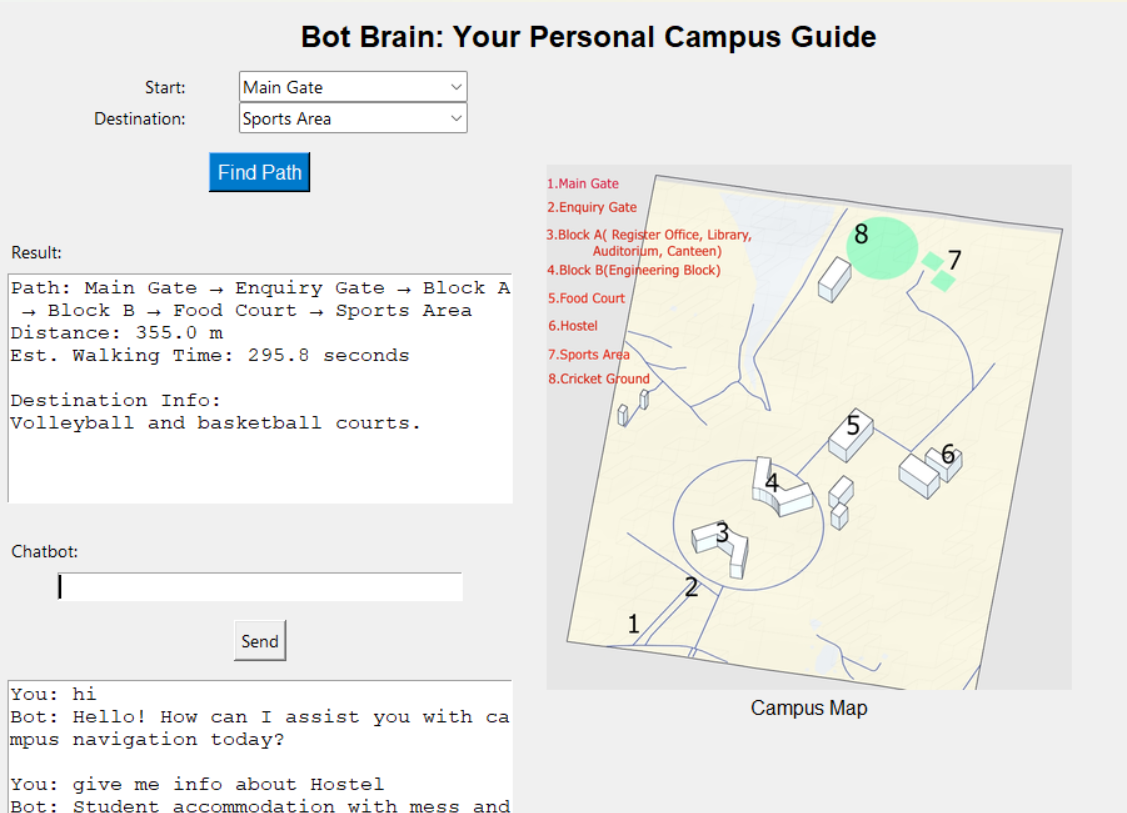 Bot Brain: Your Personal Campus Guide
Start:
Main Gate
Destination:
Sports Area
Find Path
Result:
Path: Main Gate → Enquiry Gate → Block A
→ Block B → Food Court → Sports Area
Distance: 355.0 m
Est. Walking Time: 295.8 seconds
Destination Info:
Volleyball and basketball courts.
Chatbot:
Send
You: hi
Bot: Hello! How can I assist you with ca
mpus navigation today?
You: give me info about Hostel
Bot: Student accommodation with mess and
1.Main Gate
2.Enquiry Gate
3.Block A( Register Office, Library,
Auditorium, Canteen)
4.Block B(Engineering Block)
5.Food Court
6.Hostel
7.Sports Area
8.Cricket Ground
8
7
5
6
4
3
2
1
Campus Map